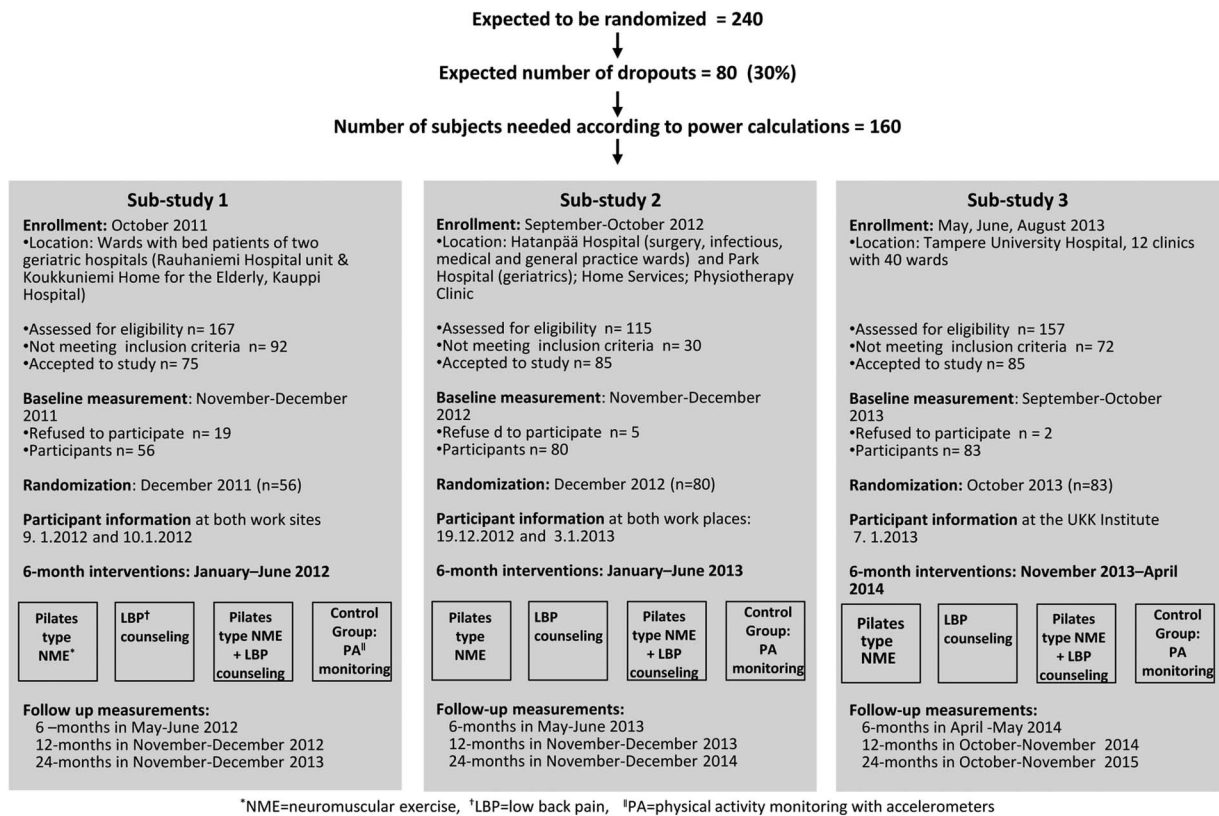 Expected to be randomized = 240
Expected number of dropouts = 80 (30%)
Number of subjects needed according to power calculations = 160
Sub-study 1
Enrollment: October 2011
•Location: Wards with bed patients of two
geriatric hospitals (Rauhaniemi Hospital unit &
Koukkuniemi Home for the Elderly, Kauppi
Hospital)
•Assessed for eligibility n= 167
•Not meeting inclusion criteria n= 92
•Accepted to study n= 75
Baseline measurement: November-December
2011
•Refused to participate n= 19
•Participants n= 56
Randomization: December 2011 (n=56)
Participant information at both work sites
9. 1.2012 and 10.1.2012
6-month interventions: January–June 2012
Pilates
type
NME*
LBP†
counseling
Pilates
type NME
+ LBP
counseling
Control
Group:
PA‖
monitoring
Follow up measurements:
6 –months in May-June 2012
12-months in November-December 2012
24-months in November-December 2013
Sub-study 2
Enrollment: September-October 2012
•Location: Hatanpää Hospital (surgery, infectious,
medical and general practice wards) and Park
Hospital (geriatrics); Home Services; Physiotherapy
Clinic
•Assessed for eligibility n= 115
•Not meeting inclusion criteria n= 30
•Accepted to study n= 85
Baseline measurement: November-December
2012
•Refuse d to participate n= 5
•Participants n= 80
Randomization: December 2012 (n=80)
Participant information at both work places:
19.12.2012 and 3.1.2013
6-month interventions: January–June 2013
Pilates
type
NME
LBP
counseling
Pilates
type NME
+ LBP
counseling
Control
Group:
PA
monitoring
Follow-up measurements:
6-months in May-June 2013
12-months in November-December 2013
24-months in November-December 2014
Sub-study 3
Enrollment: May, June, August 2013
•Location: Tampere University Hospital, 12 clinics
with 40 wards
•Assessed for eligibility n= 157
•Not meeting inclusion criteria n= 72
•Accepted to study n= 85
Baseline measurement: September-October
2013
•Refused to participate n = 2
•Participants n= 83
Randomization: October 2013 (n=83)
Participant information at the UKK Institute
7. 1.2013
6-month interventions: November 2013–April
2014
Pilates
type
NME
LBP
counseling
Pilates
type NME
+ LBP
counseling
Control
Group:
PA
monitoring
Follow-up measurements:
6-months in April -May 2014
12-months in October-November 2014
24-months in October-November 2015
*NME=neuromuscular exercise, †LBP=low back pain, ‖PA=physical activity monitoring with accelerometers